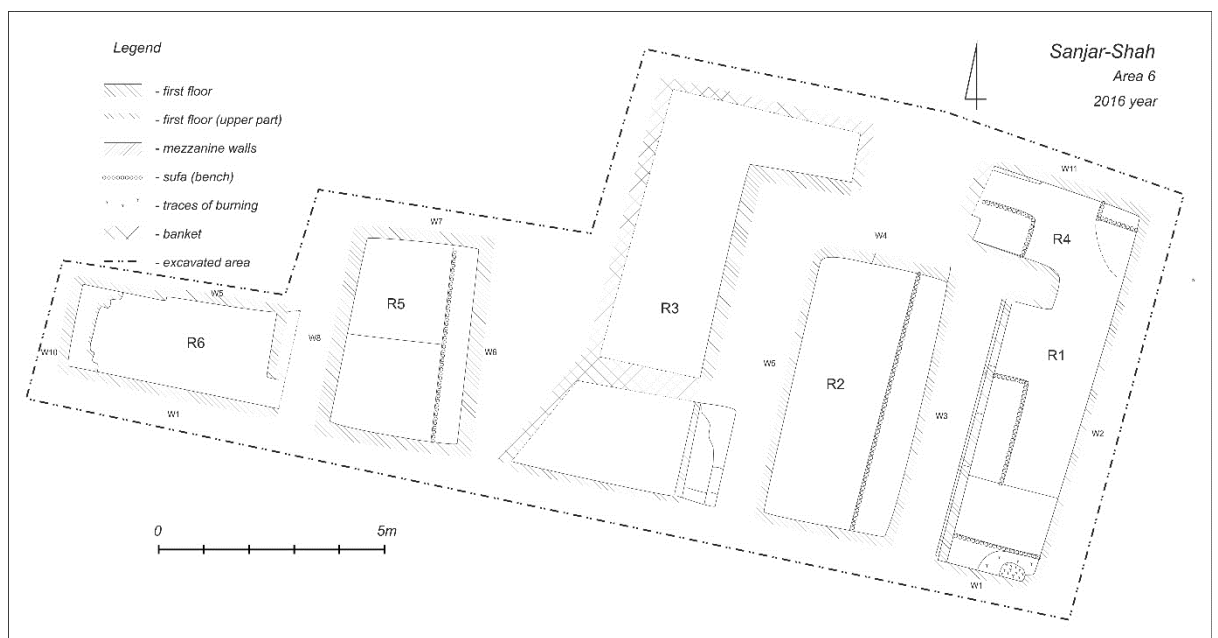 Legend
- first floor
- first floor (upper part)
- mezzanine walls
- sufa (bench)
- traces of burning
- banket
- excavated area
Sanjar-Shah
Area 6
2016 year
W11
W7
W4
R4
W5
R5
R3
W10
R6
W8
W6
R1
W5
R2
W1
W3
W2
0 5m
W1